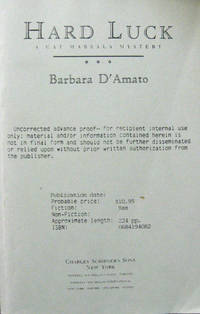 HARD LUCK
A CAT MARSALA MYSTERY
Barbara D'Amato
Uncorrected advance proof— for recipient internal use
only: material and/or information contained herein is
not in final form and should not be further disseminated
or relied upon without prior written authorization from
the publisher.
Publication date:
Probable price:
Fiction:
Non-Fiction:
Approximate length: 224 pp.
ISBN: 0684194082
CHARLES SCRIBNER'S SONS
NEW YORK